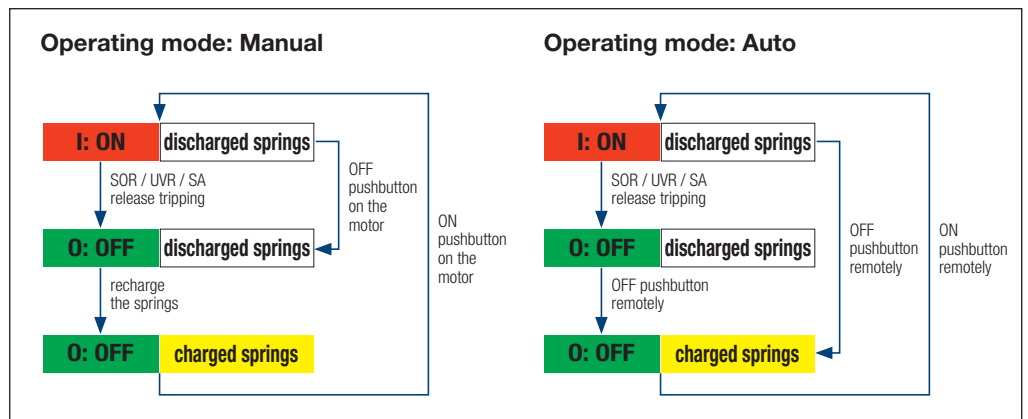 Operating mode: Manual
I: ON
discharged springs
SOR / UVR / SA
release tripping
OFF
pushbutton
on the
motor
O: OFF
discharged springs
ON
pushbutton
on the
motor
recharge
the springs
O: OFF
charged springs
Operating mode: Auto
I: ON
discharged springs
SOR / UVR / SA
release tripping
O: OFF
discharged springs
OFF
pushbutton
remotely
ON
pushbutton
remotely
OFF pushbutton
remotely
O: OFF
charged springs